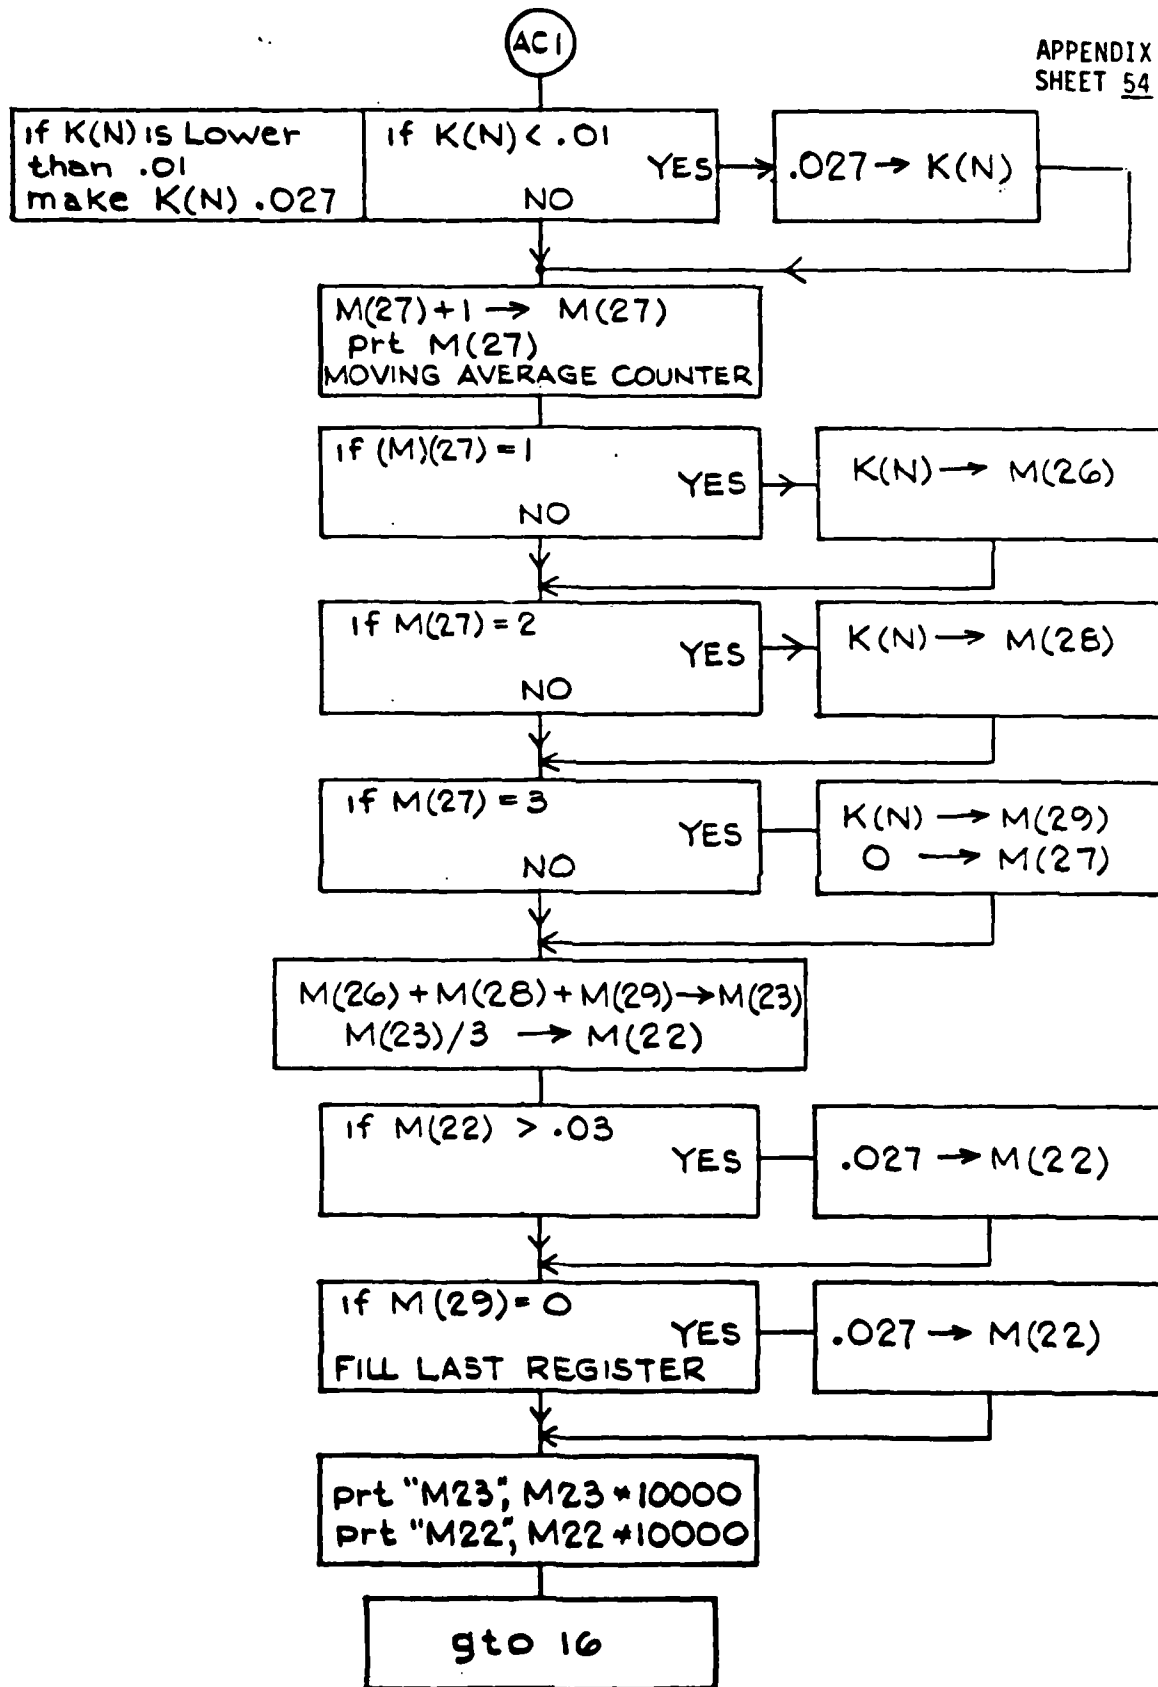 AC1
APPENDIX
SHEET 54
if K(N) is Lower
than .01
make K(N) .027
if K(N) < .01
YES
NO
.027 → K(N)
M(27)+1 → M(27)
prt M(27)
MOVING AVERAGE COUNTER
if (M)(27) = 1
YES
NO
K(N) → M(26)
if M(27) = 2
YES
NO
K(N) → M(28)
if M(27) = 3
YES
NO
K(N) → M(29)
0 → M(27)
M(26)+M(28)+M(29)→M(23)
M(23)/3 → M(22)
if M(22) > .03
YES
.027 → M(22)
if M(29) = 0
YES
FILL LAST REGISTER
.027 → M(22)
prt "M23", M23 *10000
prt "M22", M22 *10000
gto 16